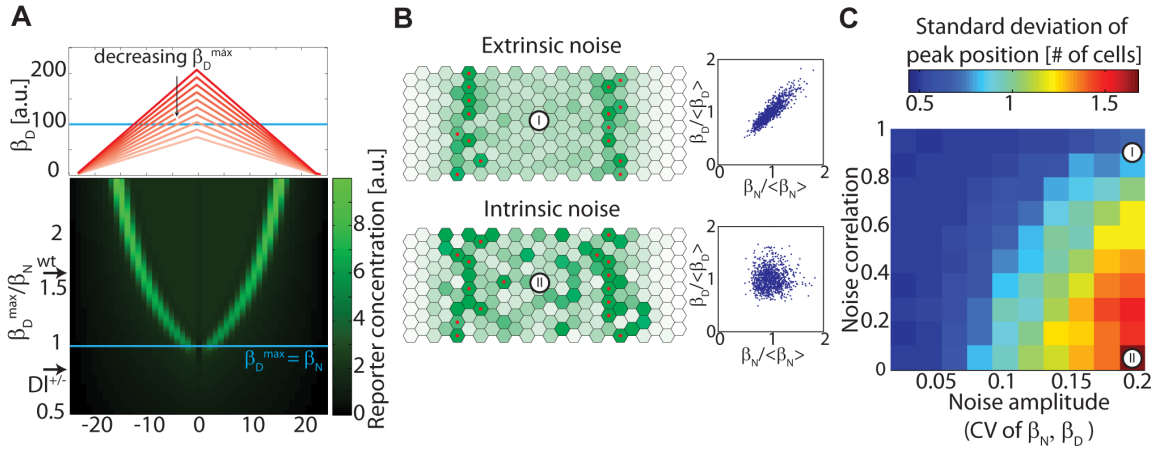 A
decreasing β_D^max
β_D [a.u.]
200
100
0
β_D^max/β_N
2
wt
1.5
1
Dl^+/-
0.5
β_D^max = β_N
-20 -10 0 10 20
Reporter concentration [a.u.]
8
6
4
2
0
B
Extrinsic noise
I
β_D/<β_D>
2
1
0
0 1 2
β_N/<β_N>
Intrinsic noise
II
β_D/<β_D>
2
1
0
0 1 2
β_N/<β_N>
C
Standard deviation of
peak position [# of cells]
0.5 1 1.5
Noise correlation
1
0.8
0.6
0.4
0.2
0
I
II
0.05 0.1 0.15 0.2
Noise amplitude
(CV of β_N, β_D)